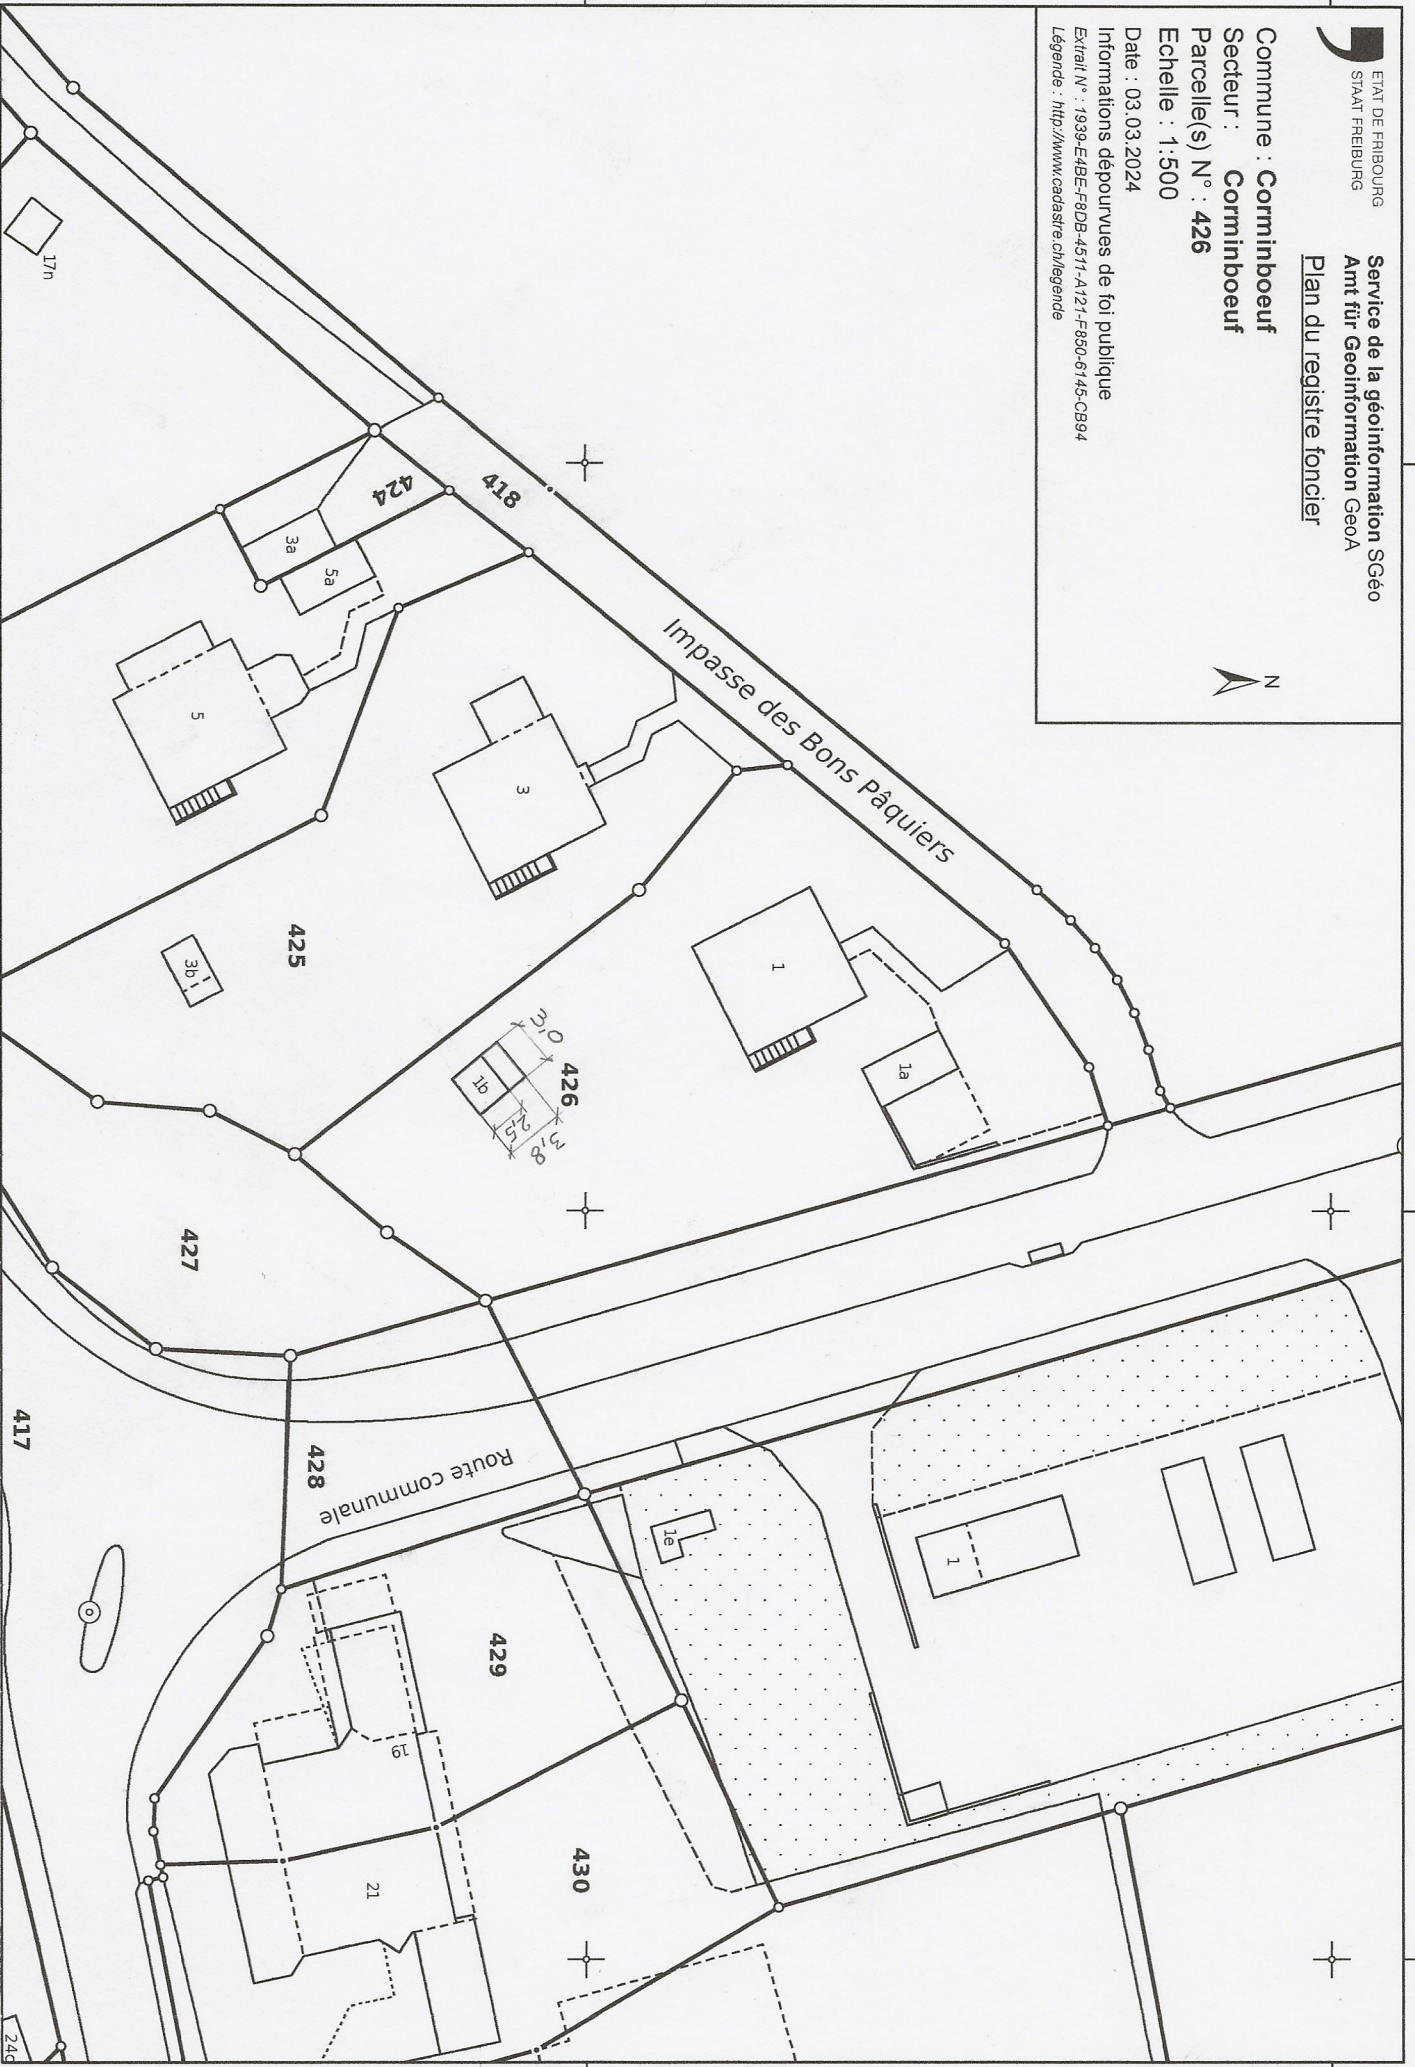 ETAT DE FRIBOURG
STAAT FREIBURG
Service de la géoinformation SGéo
Amt für Geoinformation GeoA
Plan du registre foncier
Commune : Corminboeuf
Secteur : Corminboeuf
Parcelle(s) N° : 426
Echelle : 1:500
Date : 03.03.2024
Informations dépourvues de foi publique
Extrait N° : 1939-E4BE-F8DB-4511-A121-F850-6145-CB94
Légende : http://www.cadastre.ch/legende
N
17n
424
418
3a
5a
5
3
Impasse des Bons Pâquiers
425
3b
1
1a
426
1b
3,0
2,5
3,8
427
417
428
Route communale
1e
1
429
19
21
430